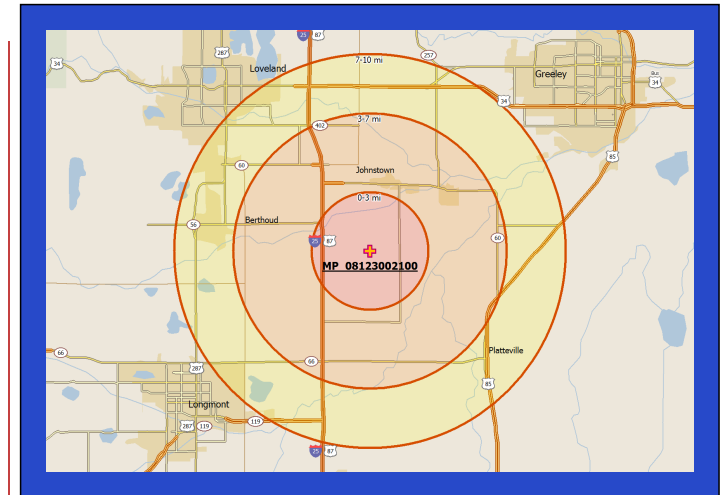 25
87
7-10 mi
257
287
34
Loveland
Greeley
Bus
34
34
3-7 mi
402
85
60
Johnstown
0-3 mi
56
Berthoud
25
87
60
MP_08123002100
66
66
Platteville
287
85
Longmont
119
287
119
25
87